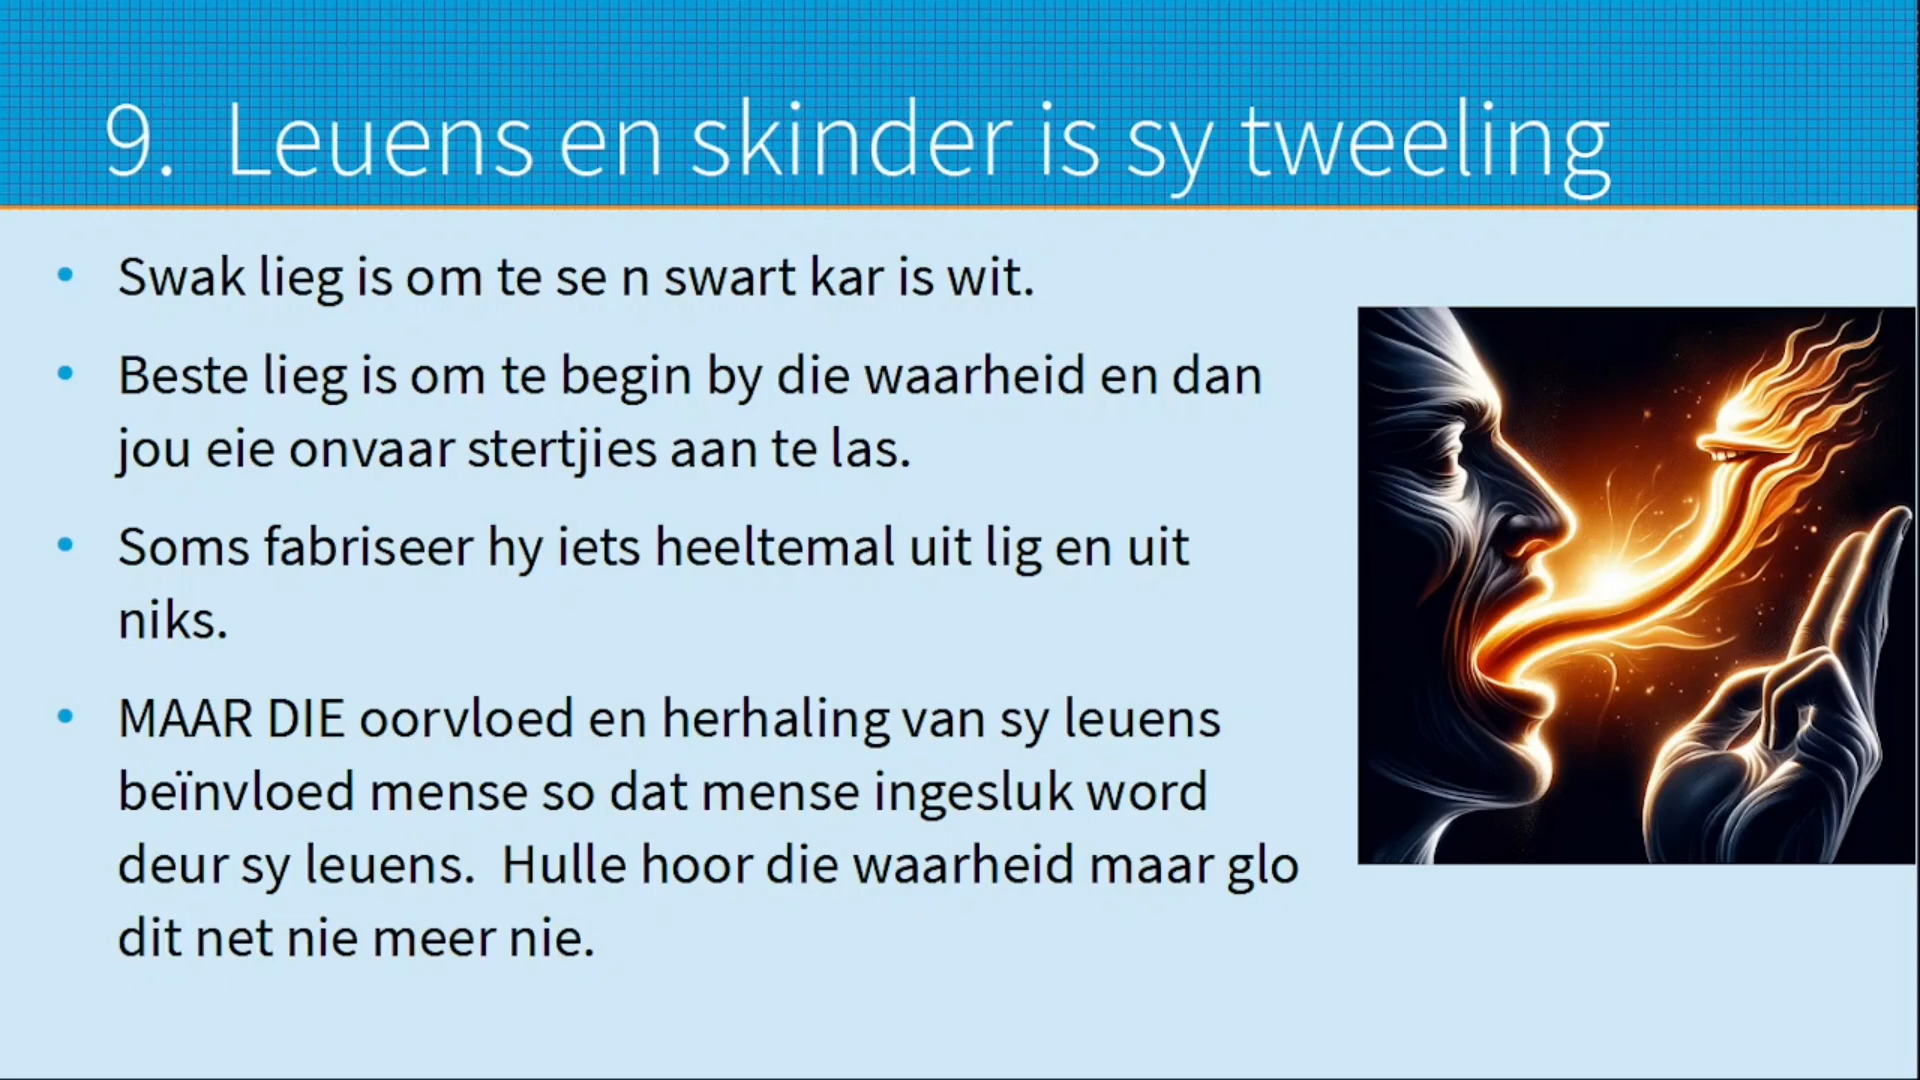 9. Leuens en skinder is sy tweeling
• Swak lieg is om te se n swart kar is wit.
• Beste lieg is om te begin by die waarheid en dan
jou eie onvaar stertjies aan te las.
• Soms fabriseer hy iets heeltemal uit lig en uit
niks.
• MAAR DIE oorvloed en herhaling van sy leuens
beïnvloed mense so dat mense ingesluk word
deur sy leuens. Hulle hoor die waarheid maar glo
dit net nie meer nie.